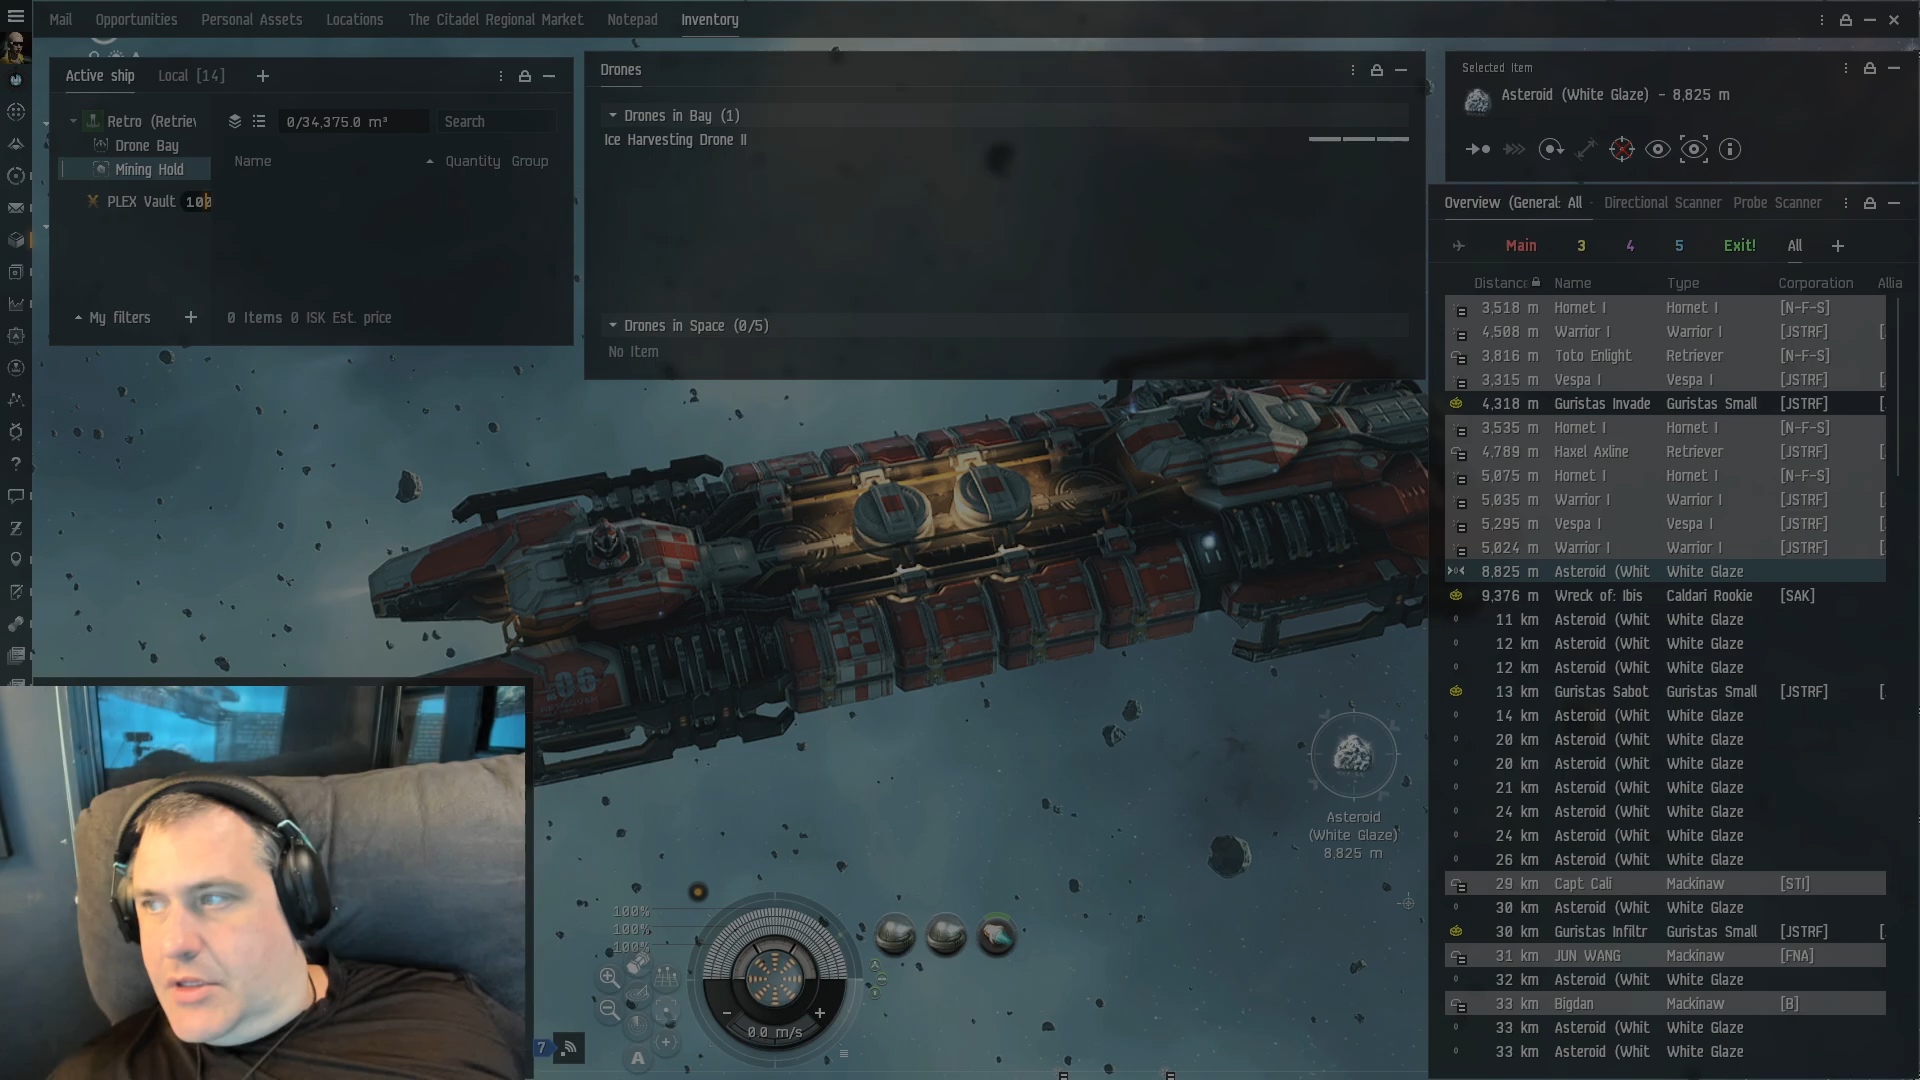 Mail Opportunities Personal Assets Locations The Citadel Regional Market Notepad Inventory
Active ship Local [14]
Retro (Retriev
Drone Bay
Mining Hold
PLEX Vault 100
0/34,375.0 m³ Search
Name Quantity Group
My filters 0 Items 0 ISK Est. price
Drones
Drones in Bay (1)
Ice Harvesting Drone II
Drones in Space (0/5)
No Item
Selected Item
Asteroid (White Glaze) - 8,825 m
Overview (General: All Directional Scanner Probe Scanner
Main 3 4 5 Exit! All
Distance Name Type Corporation Allia
3,518 m Hornet I Hornet I [N-F-S]
4,508 m Warrior I Warrior I [JSTRF] [.
3,816 m Toto Enlight Retriever [N-F-S]
3,315 m Vespa I Vespa I [JSTRF] [.
4,318 m Guristas Invade Guristas Small [JSTRF] [.
3,535 m Hornet I Hornet I [N-F-S]
4,789 m Haxel Axline Retriever [JSTRF] [.
5,075 m Hornet I Hornet I [N-F-S]
5,035 m Warrior I Warrior I [JSTRF] [.
5,295 m Vespa I Vespa I [JSTRF] [.
5,024 m Warrior I Warrior I [JSTRF] [.
8,825 m Asteroid (Whit White Glaze
9,376 m Wreck of: Ibis Caldari Rookie [SAK]
11 km Asteroid (Whit White Glaze
12 km Asteroid (Whit White Glaze
12 km Asteroid (Whit White Glaze
13 km Guristas Sabot Guristas Small [JSTRF] [.
14 km Asteroid (Whit White Glaze
20 km Asteroid (Whit White Glaze
20 km Asteroid (Whit White Glaze
21 km Asteroid (Whit White Glaze
24 km Asteroid (Whit White Glaze
24 km Asteroid (Whit White Glaze
26 km Asteroid (Whit White Glaze
29 km Capt Cali Mackinaw [STI]
30 km Asteroid (Whit White Glaze
30 km Guristas Infiltr Guristas Small [JSTRF] [.
31 km JUN WANG Mackinaw [FNA]
32 km Asteroid (Whit White Glaze
33 km Bigdan Mackinaw [B]
33 km Asteroid (Whit White Glaze
33 km Asteroid (Whit White Glaze
06
Asteroid
(White Glaze)
8,825 m
100%
100%
100%
0.0 m/s
A
7